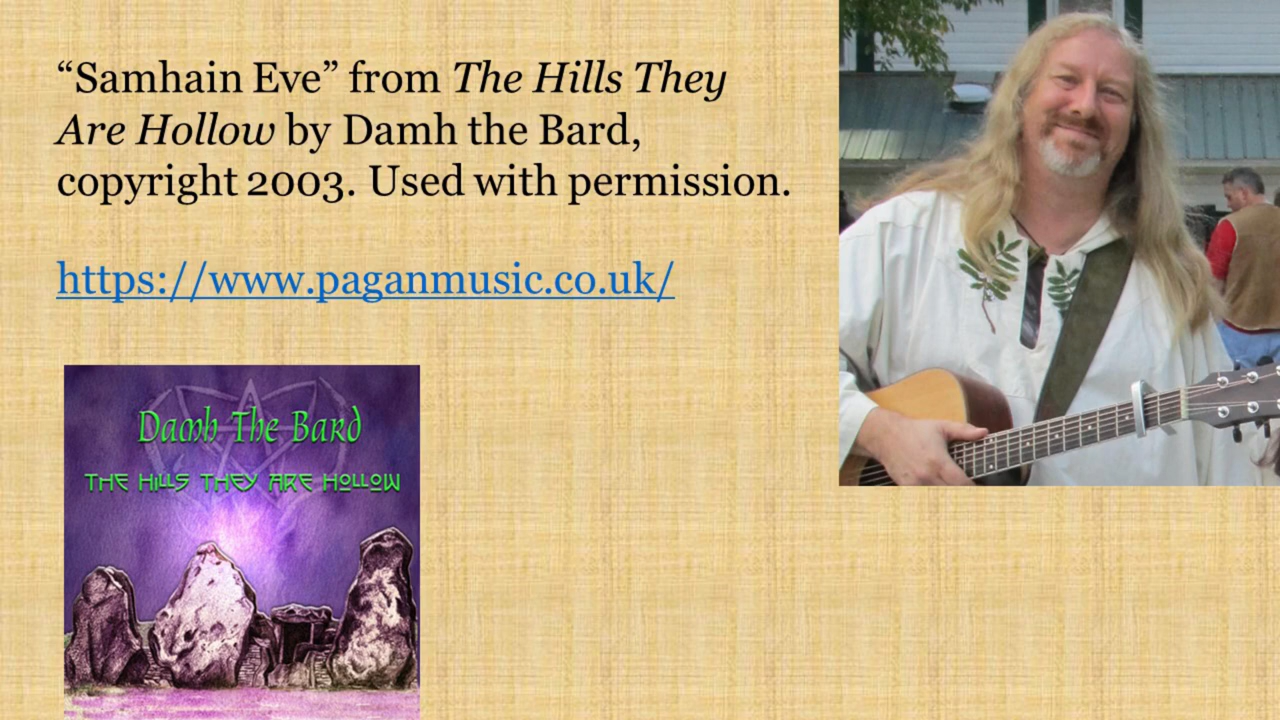 “Samhain Eve” from The Hills They
Are Hollow by Damh the Bard,
copyright 2003. Used with permission.
https://www.paganmusic.co.uk/
Damh The Bard
THE HILLS THEY ARE HOLLOW